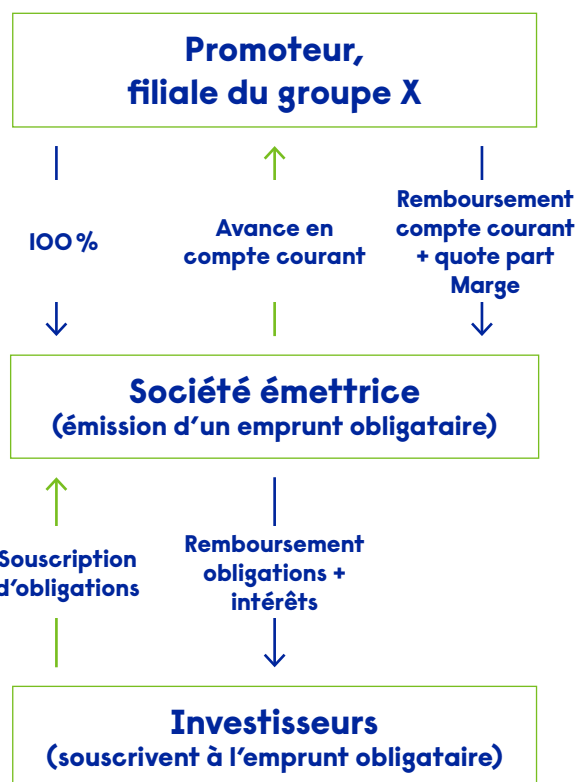 Promoteur,
filiale du groupe X
100 %
Avance en
compte courant
Remboursement
compte courant
+ quote part
Marge
Société émettrice
(émission d'un emprunt obligataire)
Souscription
d'obligations
Remboursement
obligations +
intérêts
Investisseurs
(souscrivent à l'emprunt obligataire)